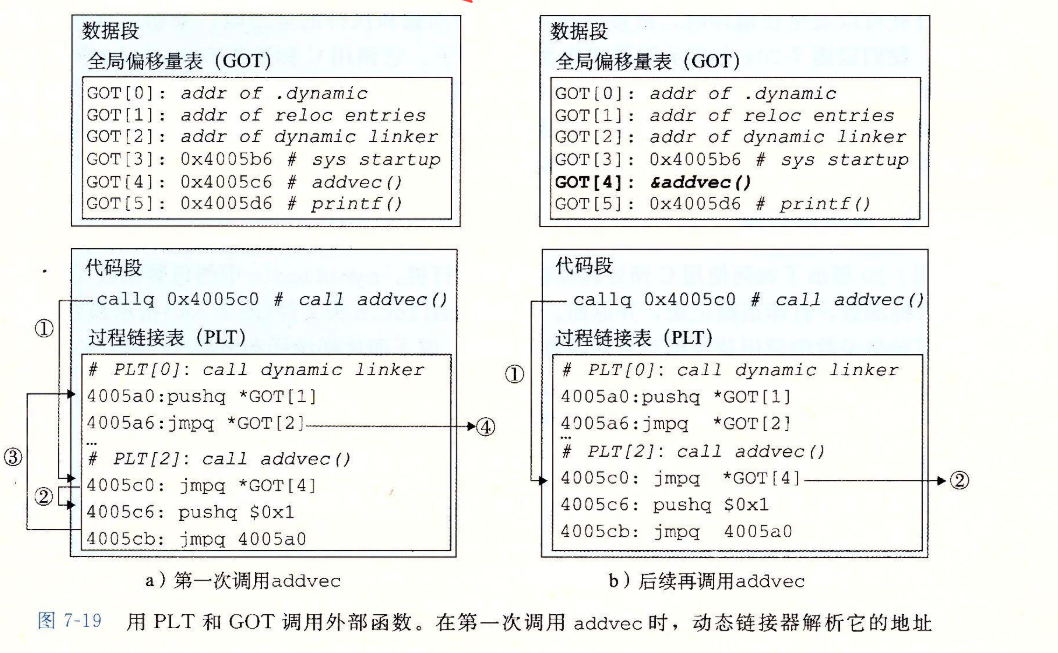 数据段
全局偏移量表（GOT）
GOT[0]: addr of .dynamic
GOT[1]: addr of reloc entries
GOT[2]: addr of dynamic linker
GOT[3]: 0x4005b6 # sys startup
GOT[4]: 0x4005c6 # addvec()
GOT[5]: 0x4005d6 # printf()
代码段
callq 0x4005c0 # call addvec()
①
过程链接表（PLT）
# PLT[0]: call dynamic linker
4005a0:pushq *GOT[1]
4005a6:jmpq *GOT[2]
④
…
# PLT[2]: call addvec()
③
4005c0: jmpq *GOT[4]
②
4005c6: pushq $0x1
4005cb: jmpq 4005a0
a）第一次调用addvec
数据段
全局偏移量表（GOT）
GOT[0]: addr of .dynamic
GOT[1]: addr of reloc entries
GOT[2]: addr of dynamic linker
GOT[3]: 0x4005b6 # sys startup
GOT[4]: &addvec()
GOT[5]: 0x4005d6 # printf()
代码段
callq 0x4005c0 # call addvec()
过程链接表（PLT）
①
# PLT[0]: call dynamic linker
4005a0:pushq *GOT[1]
4005a6:jmpq *GOT[2]
…
# PLT[2]: call addvec()
4005c0: jmpq *GOT[4]
②
4005c6: pushq $0x1
4005cb: jmpq 4005a0
b）后续再调用addvec
图 7-19 用 PLT 和 GOT 调用外部函数。在第一次调用 addvec 时，动态链接器解析它的地址